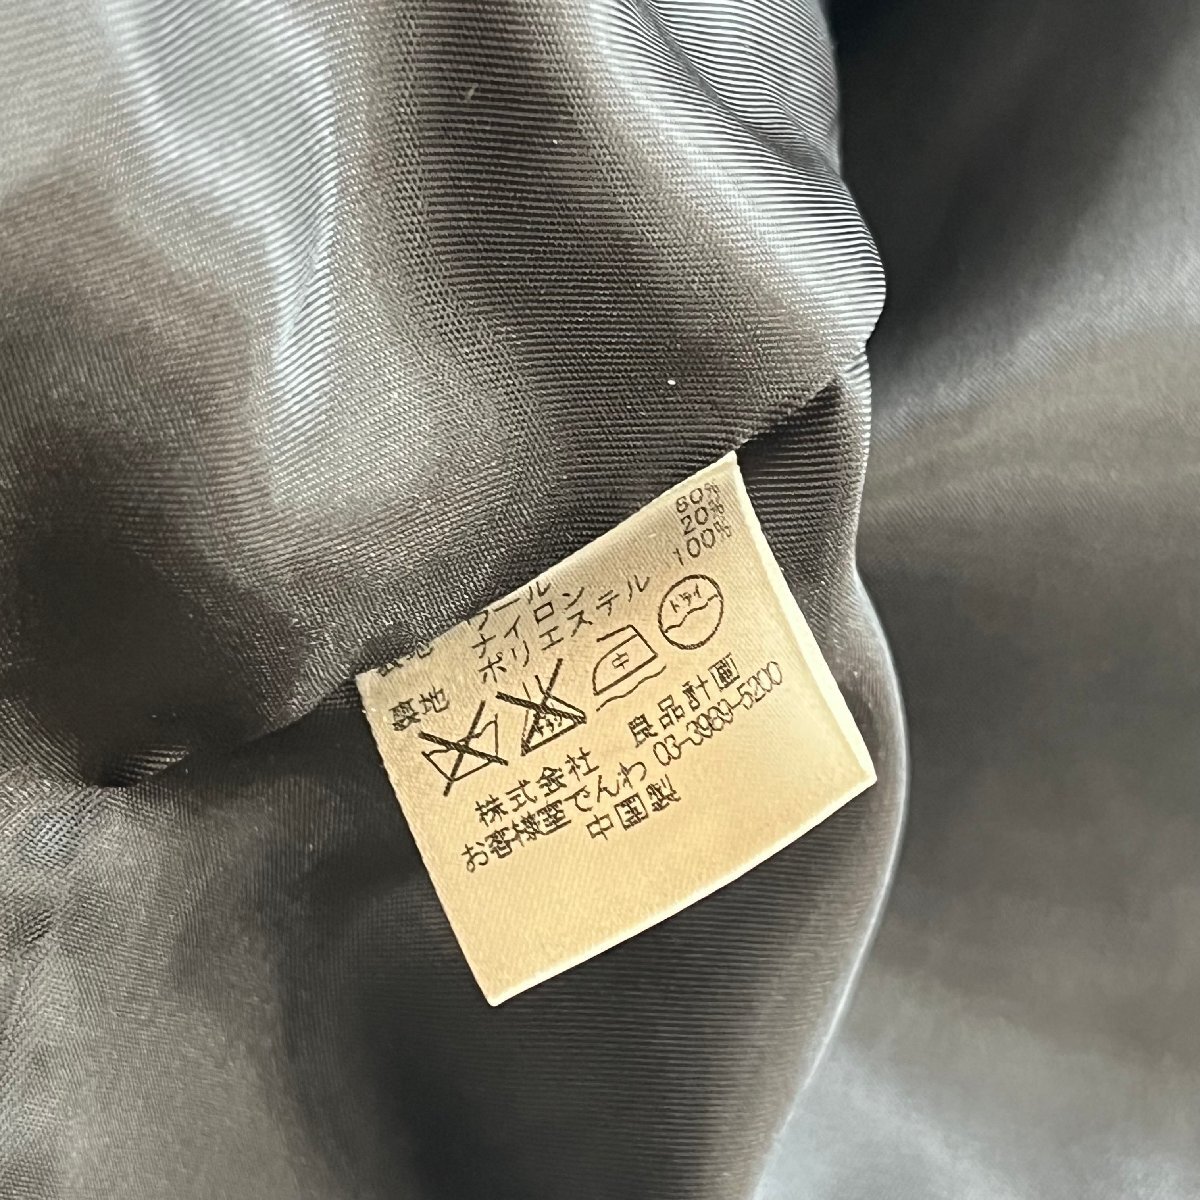 ウール 80%
ナイロン 20%
裏地 ポリエステル 100%
中 ドライ
株式会社 良品計画
お客様室でんわ 03-3989-5200
中国製